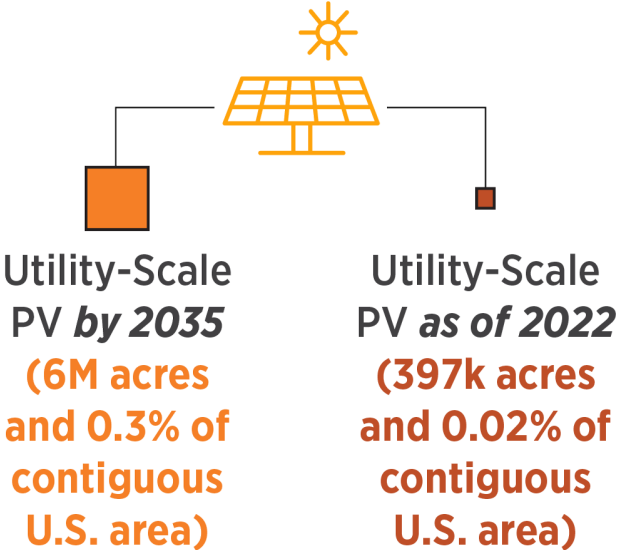 Utility-Scale
PV by 2035
(6M acres
and 0.3% of
contiguous
U.S. area)
Utility-Scale
PV as of 2022
(397k acres
and 0.02% of
contiguous
U.S. area)